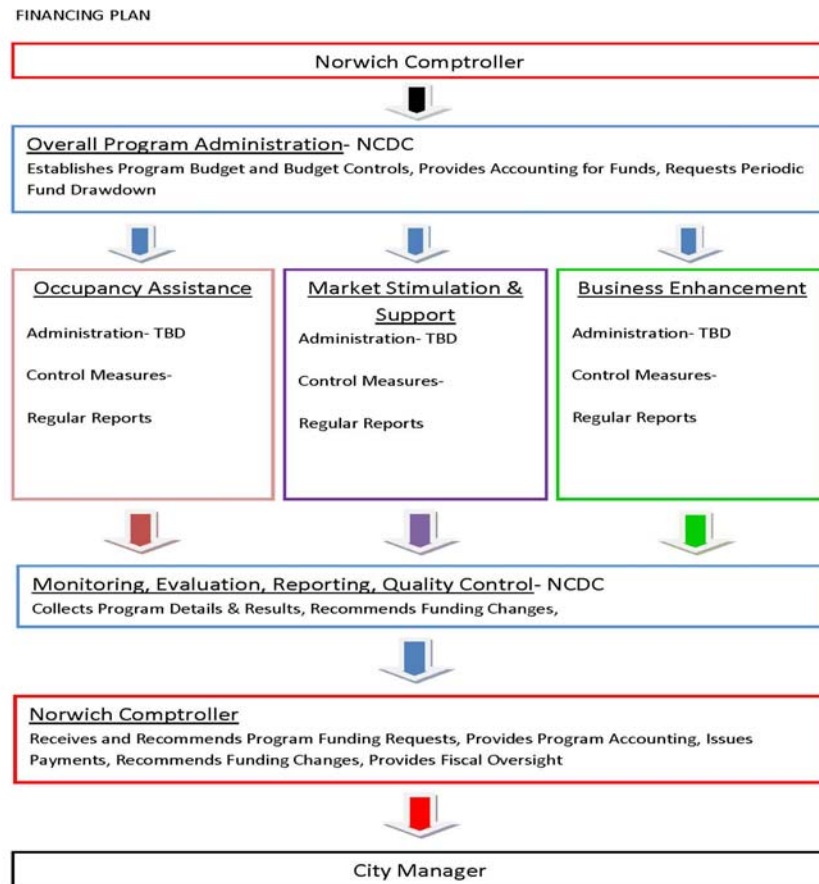 FINANCING PLAN
Norwich Comptroller
Overall Program Administration- NCDC
Establishes Program Budget and Budget Controls, Provides Accounting for Funds, Requests Periodic
Fund Drawdown
Occupancy Assistance
Administration- TBD
Control Measures-
Regular Reports
Market Stimulation &
Support
Administration- TBD
Control Measures-
Regular Reports
Business Enhancement
Administration- TBD
Control Measures-
Regular Reports
Monitoring, Evaluation, Reporting, Quality Control- NCDC
Collects Program Details & Results, Recommends Funding Changes,
Norwich Comptroller
Receives and Recommends Program Funding Requests, Provides Program Accounting, Issues
Payments, Recommends Funding Changes, Provides Fiscal Oversight
City Manager